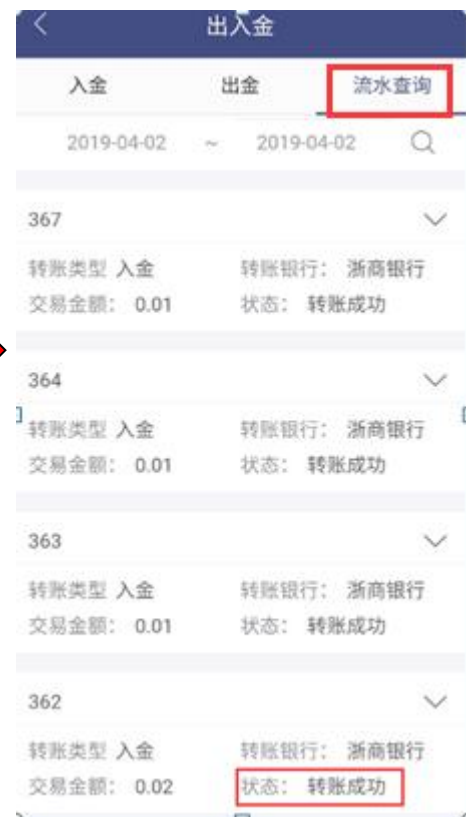 出入金
入金 出金 流水查询
2019-04-02 ~ 2019-04-02
367
转账类型 入金 转账银行： 浙商银行
交易金额： 0.01 状态： 转账成功
364
转账类型 入金 转账银行： 浙商银行
交易金额： 0.01 状态： 转账成功
363
转账类型 入金 转账银行： 浙商银行
交易金额： 0.01 状态： 转账成功
362
转账类型 入金 转账银行： 浙商银行
交易金额： 0.02 状态： 转账成功